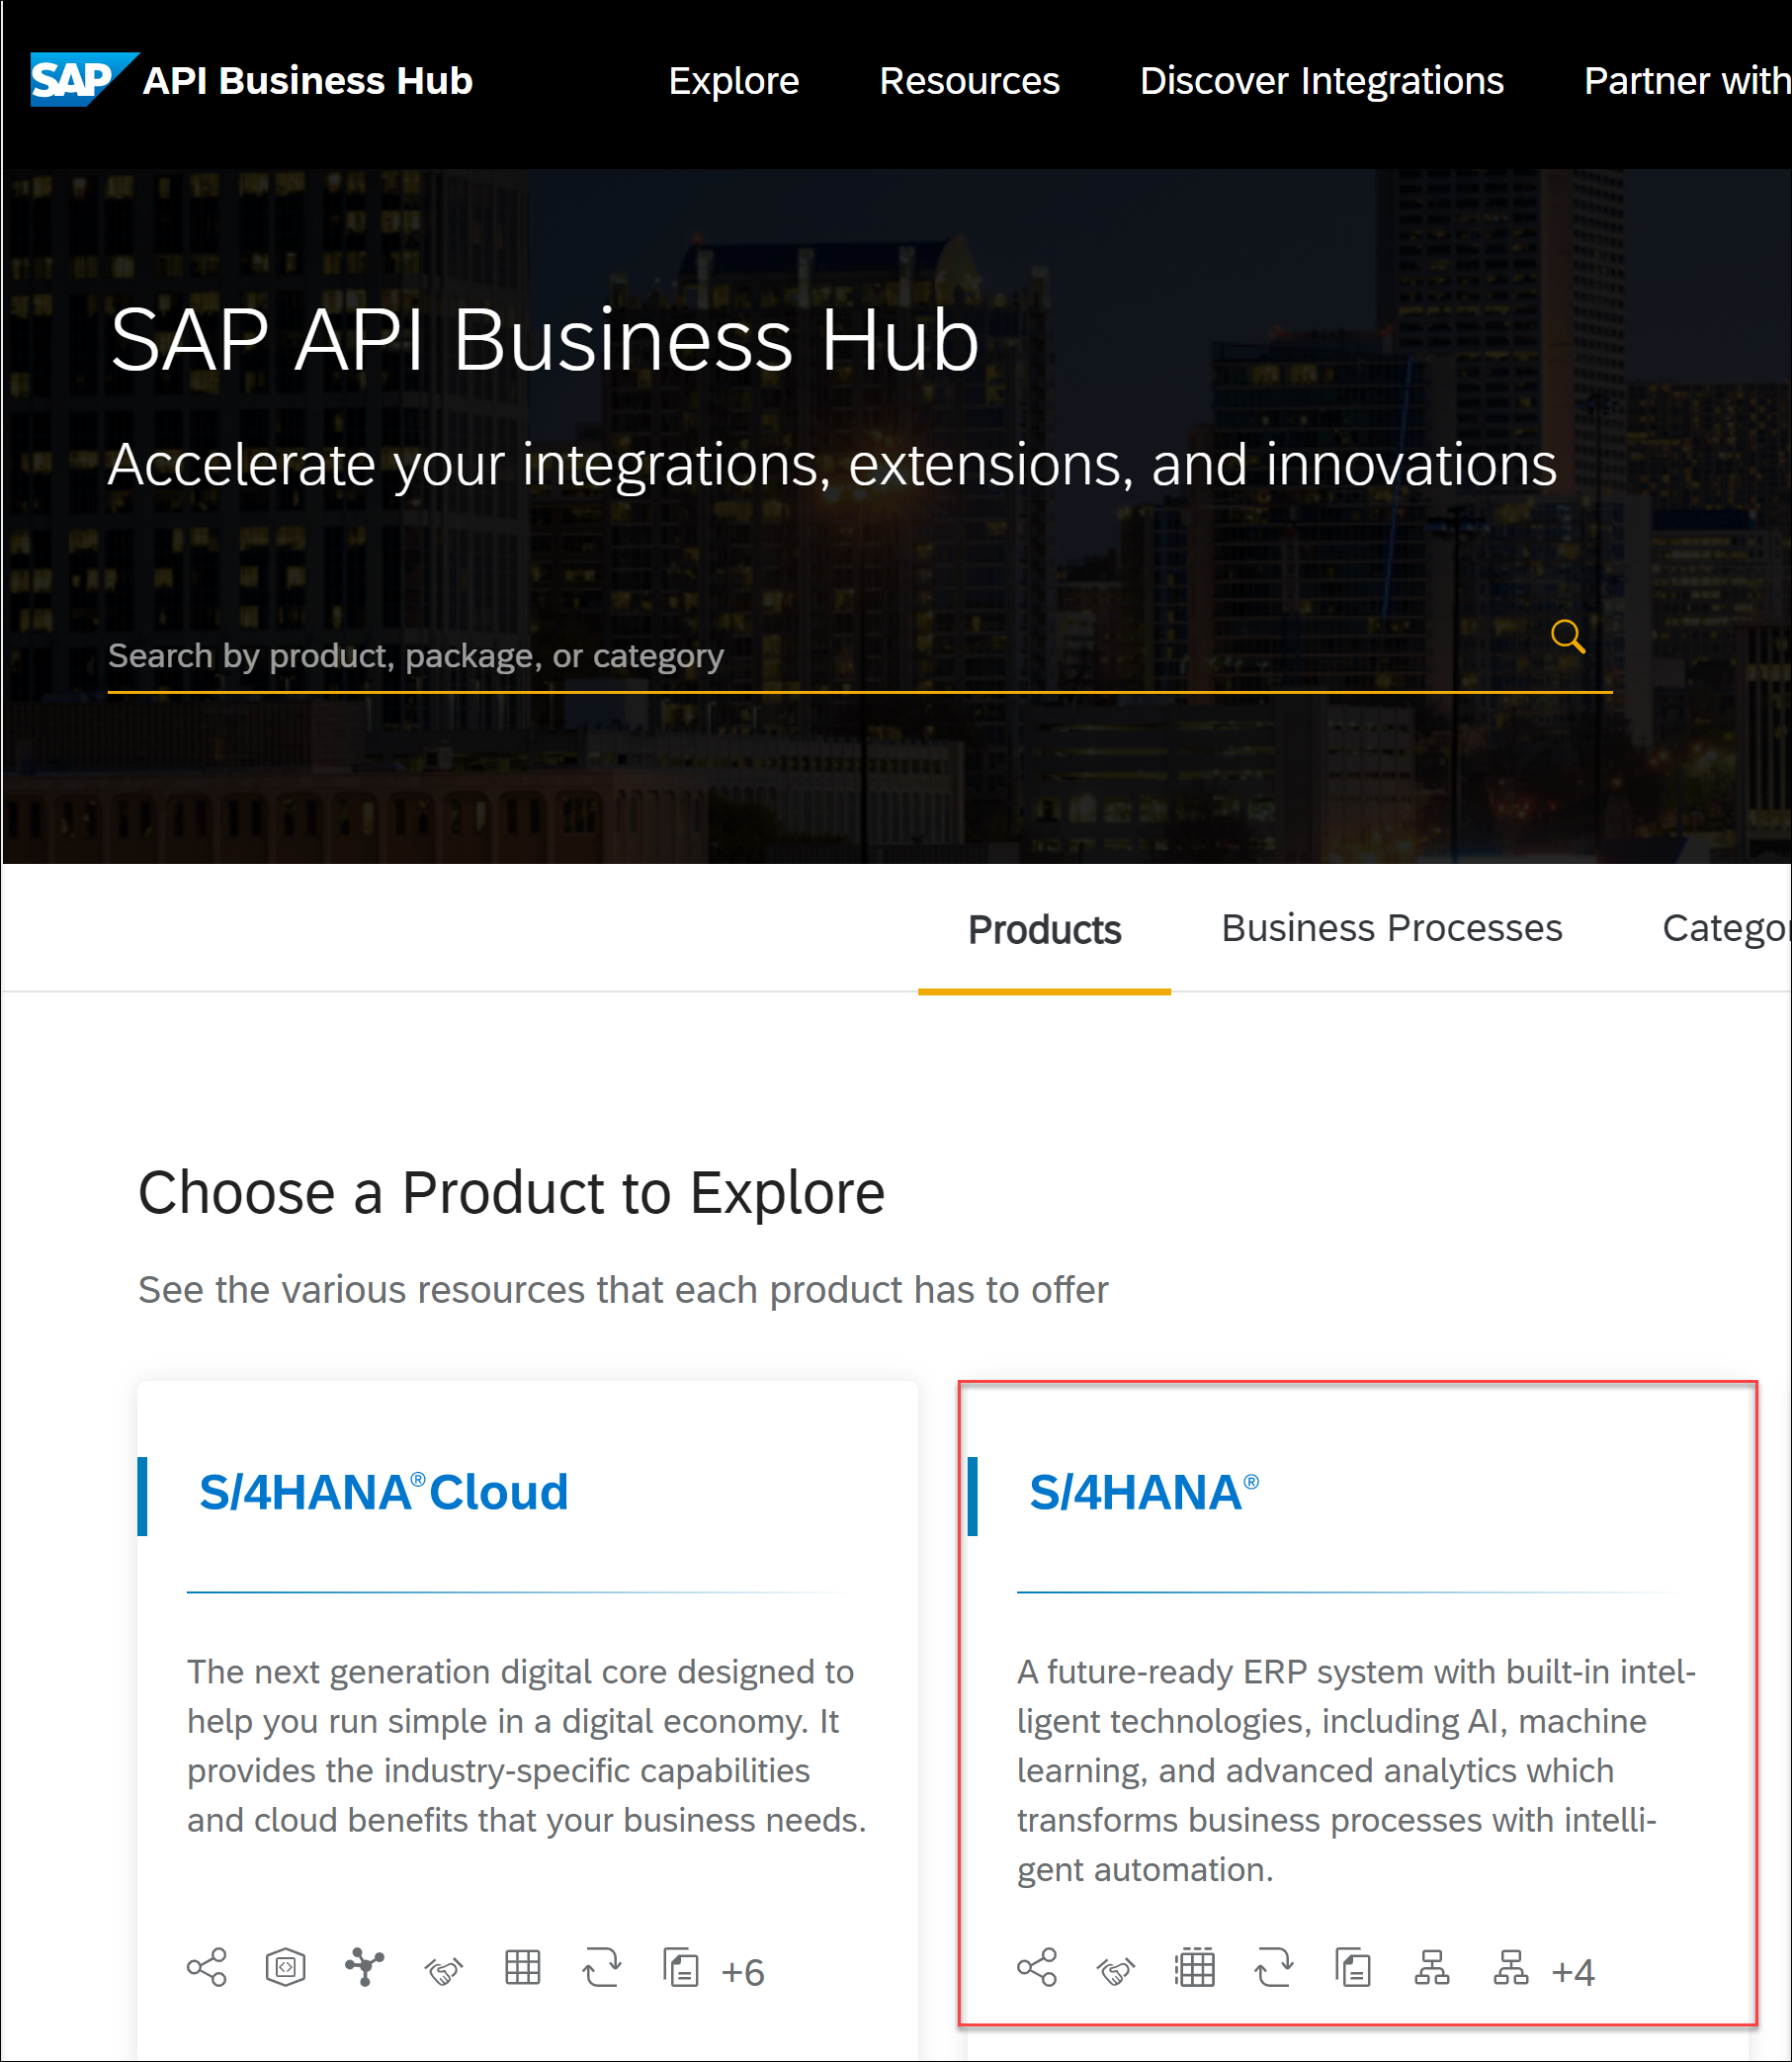 SAP API Business Hub Explore Resources Discover Integrations Partner with
SAP API Business Hub
Accelerate your integrations, extensions, and innovations
Search by product, package, or category
Products Business Processes Categor
Choose a Product to Explore
See the various resources that each product has to offer
S/4HANA® Cloud
The next generation digital core designed to
help you run simple in a digital economy. It
provides the industry-specific capabilities
and cloud benefits that your business needs.
+6
S/4HANA®
A future-ready ERP system with built-in intel-
ligent technologies, including AI, machine
learning, and advanced analytics which
transforms business processes with intelli-
gent automation.
+4